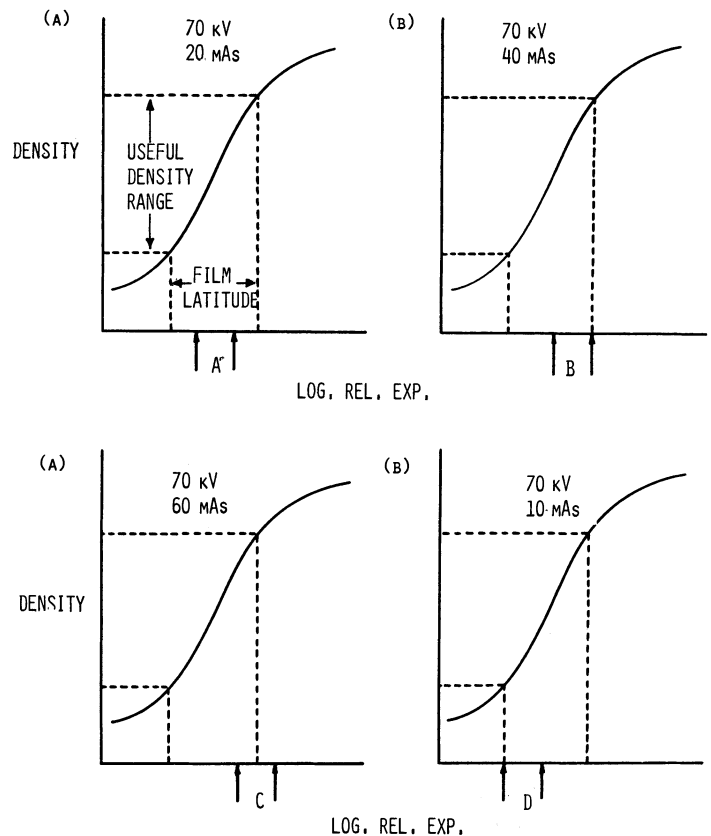 (A)
70 KV
20 MAS
(B)
70 KV
40 MAS
DENSITY
USEFUL
DENSITY
RANGE
FILM
LATITUDE
A
B
LOG. REL. EXP.
(A)
70 KV
60 MAS
(B)
70 KV
10 MAS
DENSITY
C
D
LOG. REL. EXP.